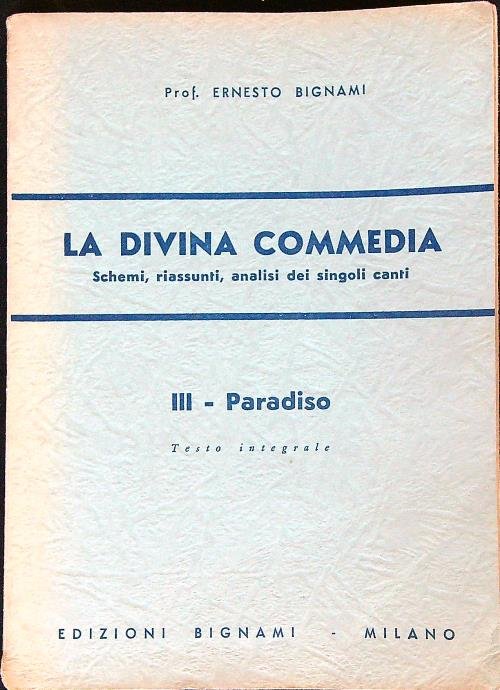 Prof. ERNESTO BIGNAMI
LA DIVINA COMMEDIA
Schemi, riassunti, analisi dei singoli canti
III - Paradiso
Testo integrale
EDIZIONI BIGNAMI - MILANO